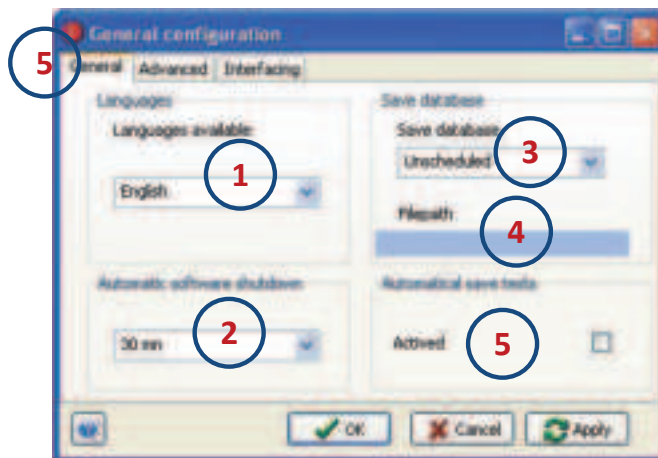 General configuration
5
General Advanced Interfacing
Languages
Languages available
1
English
Save database
Save database
3
Unscheduled
Filepath
4
Automatic software shutdown
2
30 mn
Automatical save tests
Actived
5
OK Cancel Apply